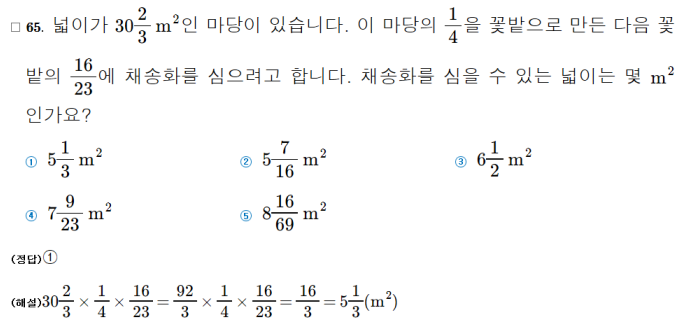 □ 65. 넓이가 30 2/3 m²인 마당이 있습니다. 이 마당의 1/4을 꽃밭으로 만든 다음 꽃
밭의 16/23에 채송화를 심으려고 합니다. 채송화를 심을 수 있는 넓이는 몇 m²
인가요?
① 5 1/3 m² ② 5 7/16 m² ③ 6 1/2 m²
④ 7 9/23 m² ⑤ 8 16/69 m²
(정답)①
(해설)30 2/3 × 1/4 × 16/23 = 92/3 × 1/4 × 16/23 = 16/3 = 5 1/3(m²)